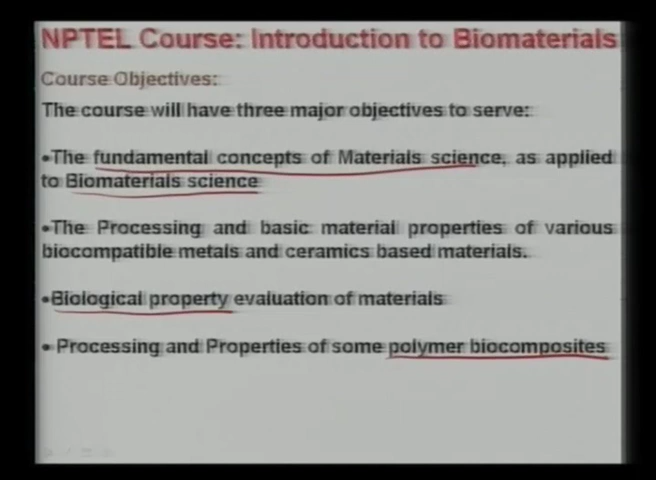 NPTEL Course: Introduction to Biomaterials
Course Objectives:
The course will have three major objectives to serve:
•The fundamental concepts of Materials science, as applied
to Biomaterials science
•The Processing and basic material properties of various
biocompatible metals and ceramics based materials.
•Biological property evaluation of materials
• Processing and Properties of some polymer biocomposites